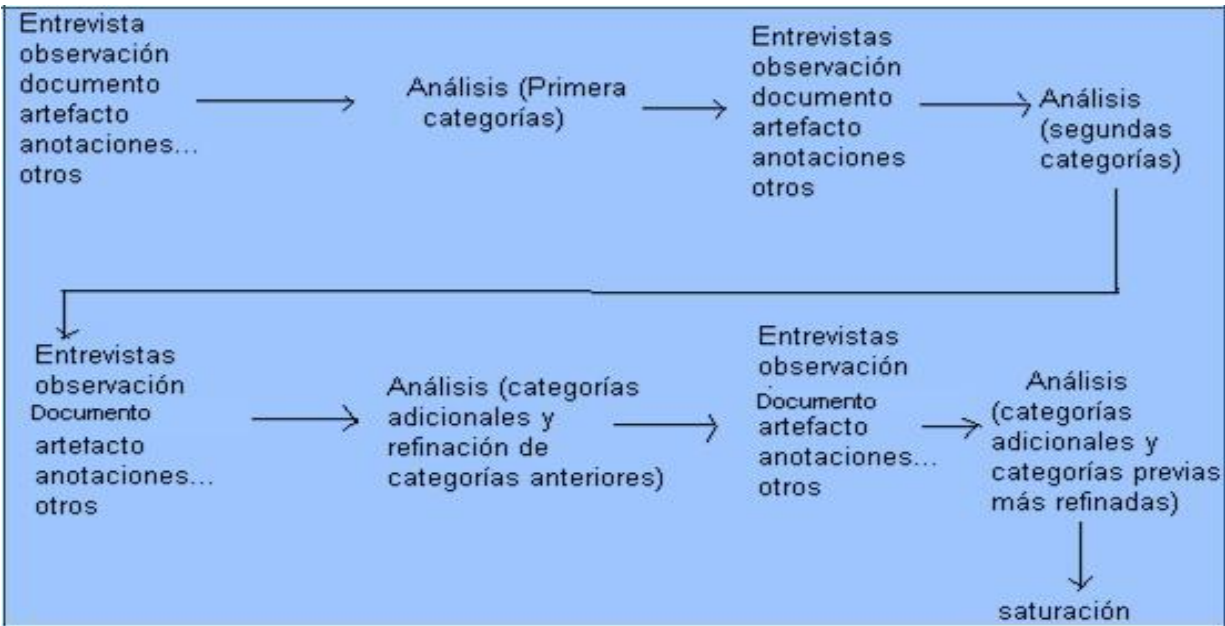 Entrevista
observación
documento
artefacto
anotaciones...
otros
Análisis (Primera
categorías)
Entrevistas
observación
documento
artefacto
anotaciones
otros
Análisis
(segundas
categorías)
Entrevistas
observación
Documento
artefacto
anotaciones...
otros
Análisis (categorías
adicionales y
refinación de
categorías anteriores)
Entrevistas
observación
Documento
artefacto
anotaciones...
otros
Análisis
(categorías
adicionales y
categorías previas
más refinadas)
saturación